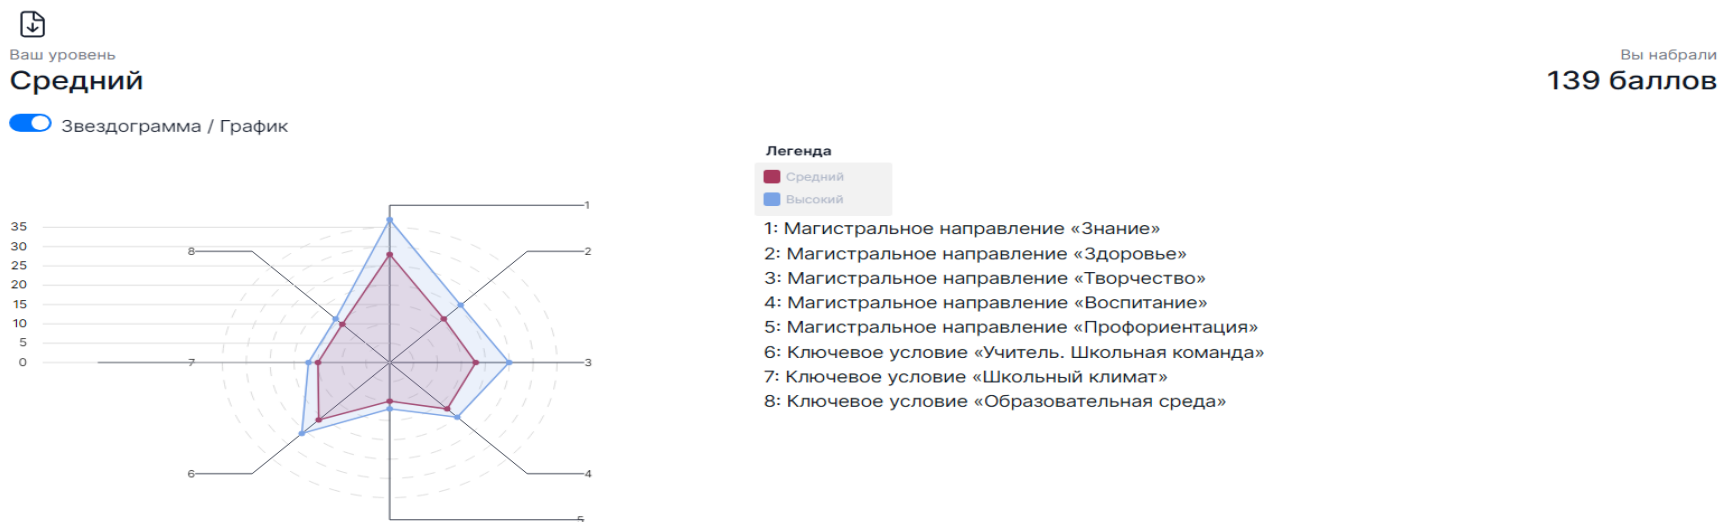 Ваш уровень
Вы набрали
Средний
139 баллов
Звездограмма / График
Легенда
Средний
Высокий
1: Магистральное направление «Знание»
2: Магистральное направление «Здоровье»
3: Магистральное направление «Творчество»
4: Магистральное направление «Воспитание»
5: Магистральное направление «Профориентация»
6: Ключевое условие «Учитель. Школьная команда»
7: Ключевое условие «Школьный климат»
8: Ключевое условие «Образовательная среда»
35
30
25
20
15
10
5
0
1
2
3
4
5
6
7
8